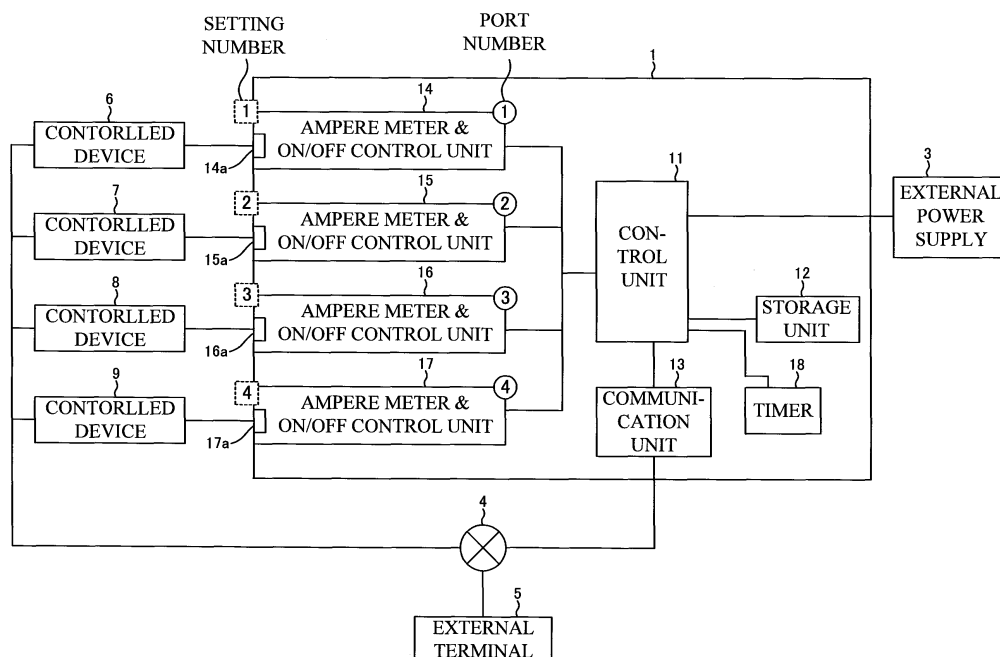 SETTING
NUMBER
PORT
NUMBER
1
6
CONTORLLED
DEVICE
14a
1
14
1
AMPERE METER &
ON/OFF CONTROL UNIT
7
CONTORLLED
DEVICE
15a
2
15
2
AMPERE METER &
ON/OFF CONTROL UNIT
8
CONTORLLED
DEVICE
16a
3
16
3
AMPERE METER &
ON/OFF CONTROL UNIT
9
CONTORLLED
DEVICE
17a
4
17
4
AMPERE METER &
ON/OFF CONTROL UNIT
11
CON-
TROL
UNIT
3
EXTERNAL
POWER
SUPPLY
12
STORAGE
UNIT
13
COMMUNI-
CATION
UNIT
18
TIMER
4
5
EXTERNAL
TERMINAL